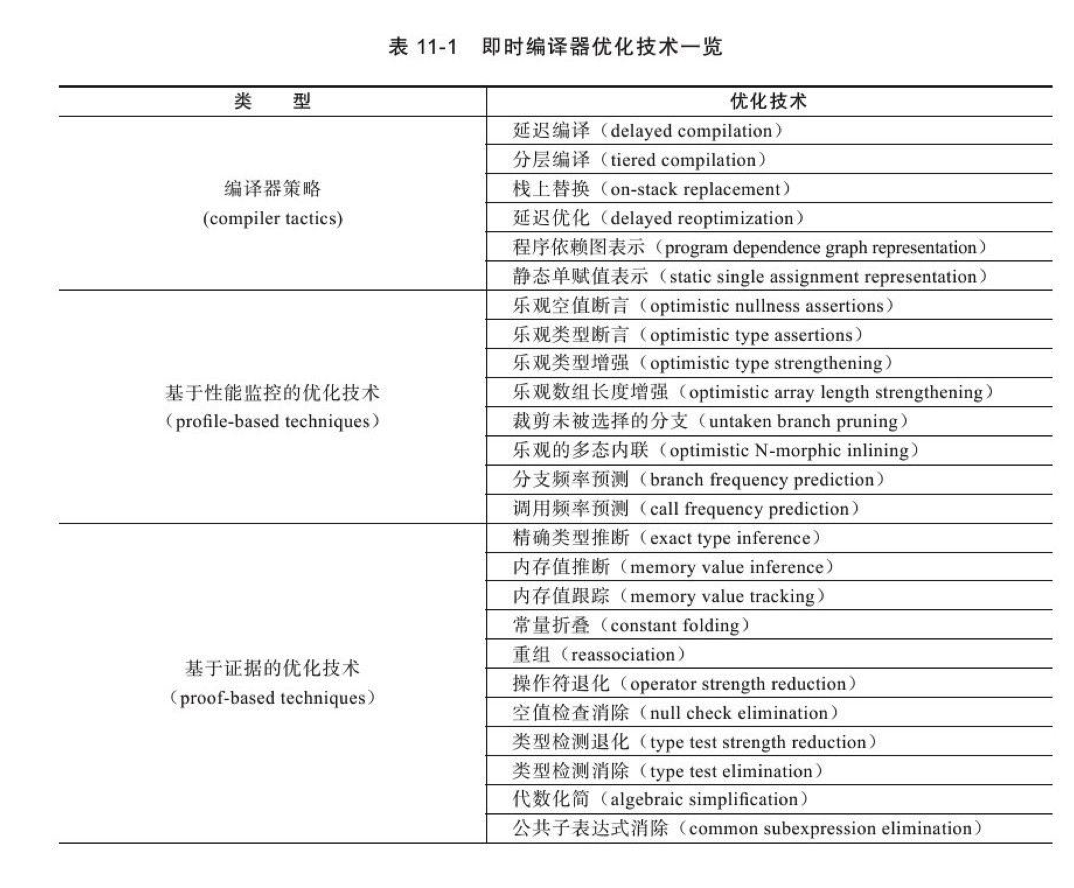 表 11-1 即时编译器优化技术一览
类 型 优化技术
编译器策略
(compiler tactics)
延迟编译（delayed compilation）
分层编译（tiered compilation）
栈上替换（on-stack replacement）
延迟优化（delayed reoptimization）
程序依赖图表示（program dependence graph representation）
静态单赋值表示（static single assignment representation）
基于性能监控的优化技术
（profile-based techniques）
乐观空值断言（optimistic nullness assertions）
乐观类型断言（optimistic type assertions）
乐观类型增强（optimistic type strengthening）
乐观数组长度增强（optimistic array length strengthening）
裁剪未被选择的分支（untaken branch pruning）
乐观的多态内联（optimistic N-morphic inlining）
分支频率预测（branch frequency prediction）
调用频率预测（call frequency prediction）
基于证据的优化技术
（proof-based techniques）
精确类型推断（exact type inference）
内存值推断（memory value inference）
内存值跟踪（memory value tracking）
常量折叠（constant folding）
重组（reassociation）
操作符退化（operator strength reduction）
空值检查消除（null check elimination）
类型检测退化（type test strength reduction）
类型检测消除（type test elimination）
代数化简（algebraic simplification）
公共子表达式消除（common subexpression elimination）